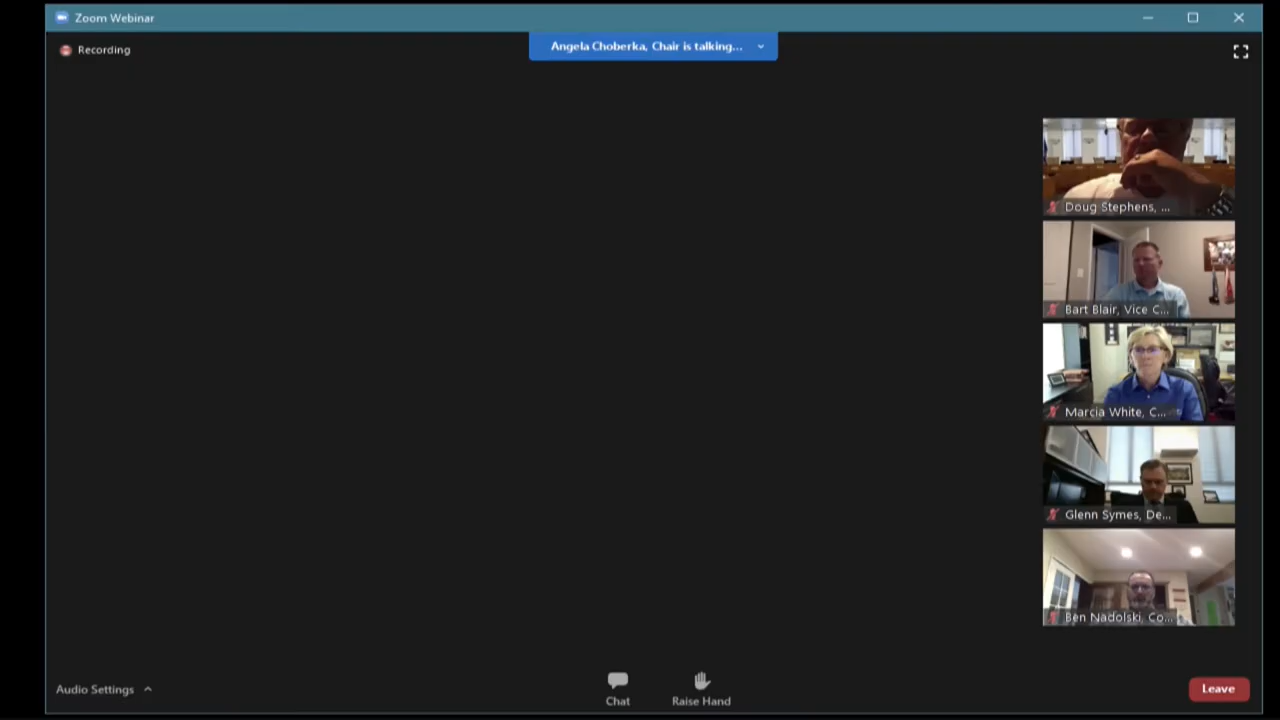 Zoom Webinar
Recording
Angela Choberka, Chair is talking...
Doug Stephens, ...
Bart Blair, Vice C...
Marcia White, C...
Glenn Symes, De...
Ben Nadolski, Co...
Audio Settings
Chat
Raise Hand
Leave